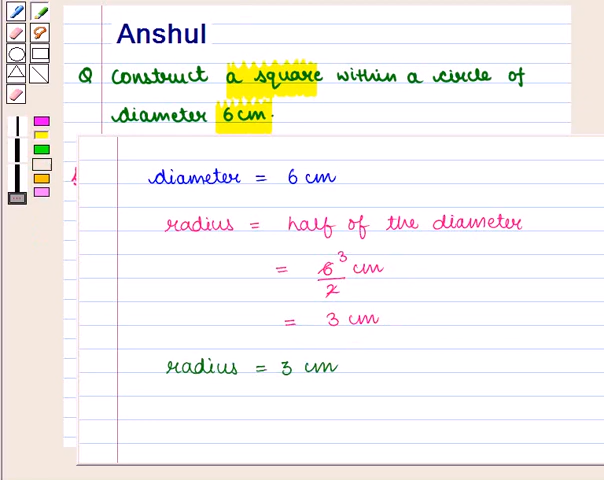 Anshul
Q construct a square within a circle of
diameter 6 cm.
diameter = 6 cm
radius = half of the diameter
= 6 3 cm
2
= 3 cm
radius = 3 cm